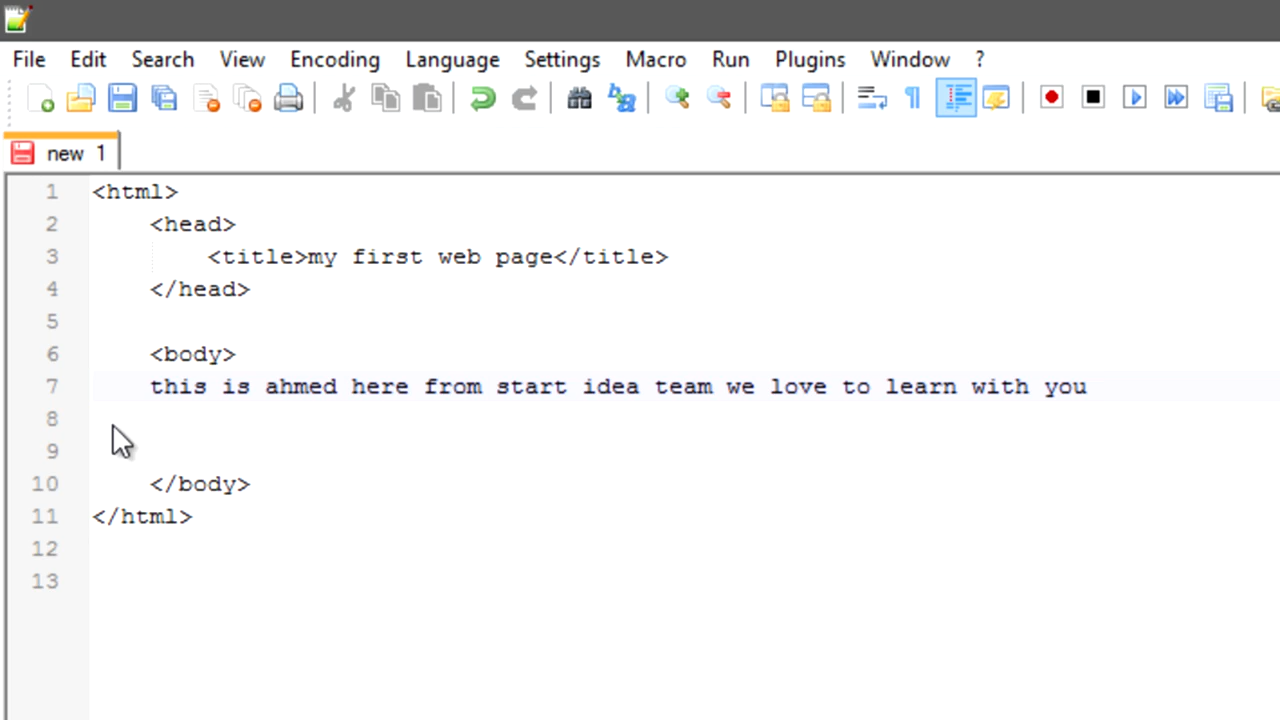 File Edit Search View Encoding Language Settings Macro Run Plugins Window ?
new 1
1 <html>
2 <head>
3 <title>my first web page</title>
4 </head>
5
6 <body>
7 this is ahmed here from start idea team we love to learn with you
8
9
10 </body>
11 </html>
12
13